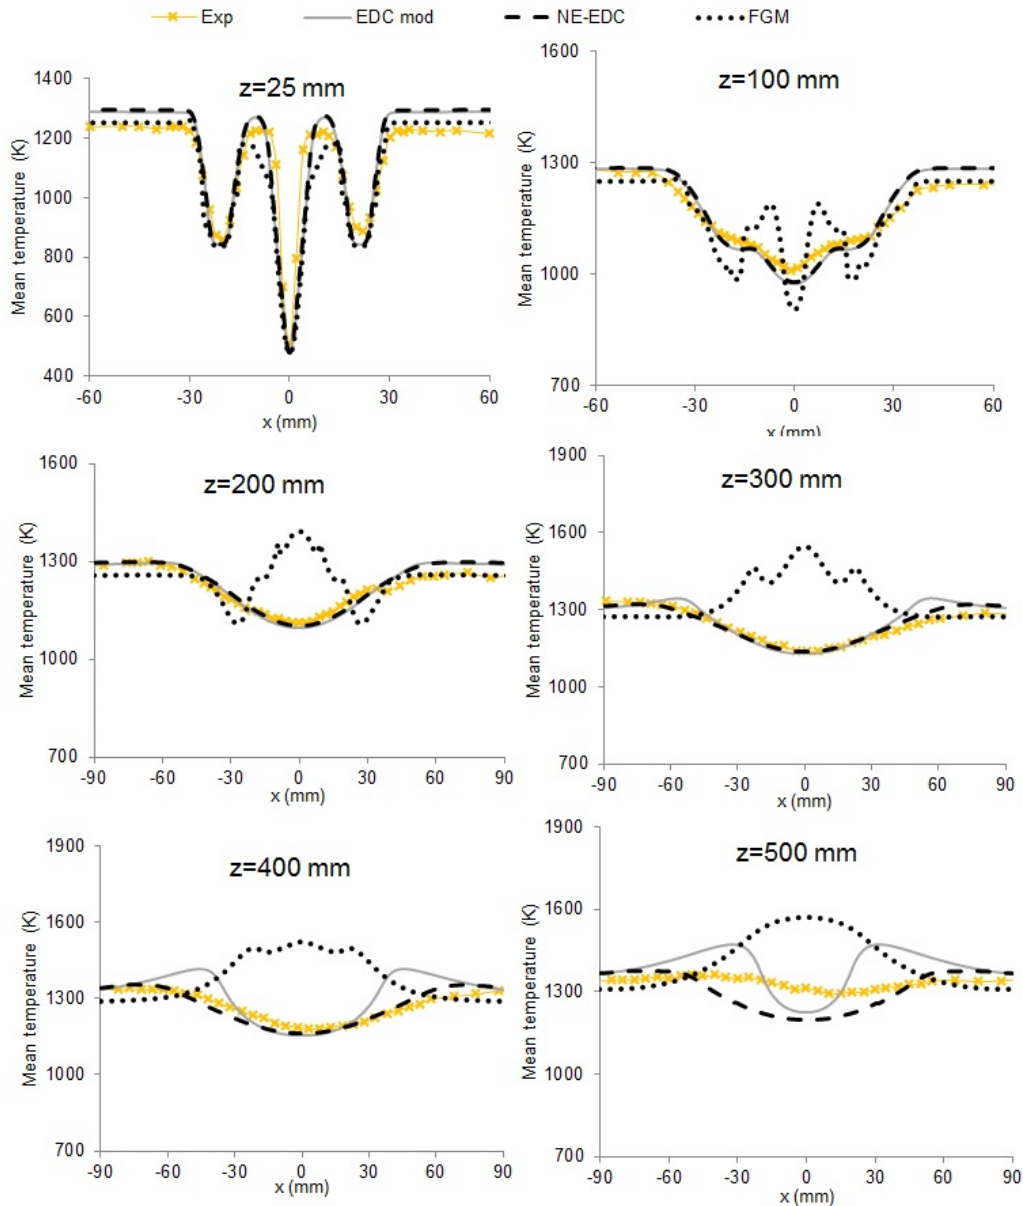 Exp EDC mod NE-EDC FGM
z=25 mm
Mean temperature (K)
1400
1200
1000
800
600
400
-60 -30 0 30 60
x (mm)
z=100 mm
Mean temperature (K)
1600
1300
1000
700
-60 -30 0 30 60
x (mm)
z=200 mm
Mean temperature (K)
1600
1300
1000
700
-90 -60 -30 0 30 60 90
x (mm)
z=300 mm
Mean temperature (K)
1900
1600
1300
1000
700
-90 -60 -30 0 30 60 90
x (mm)
z=400 mm
Mean temperature (K)
1900
1600
1300
1000
700
-90 -60 -30 0 30 60 90
x (mm)
z=500 mm
Mean temperature (K)
1900
1600
1300
1000
700
-90 -60 -30 0 30 60 90
x (mm)